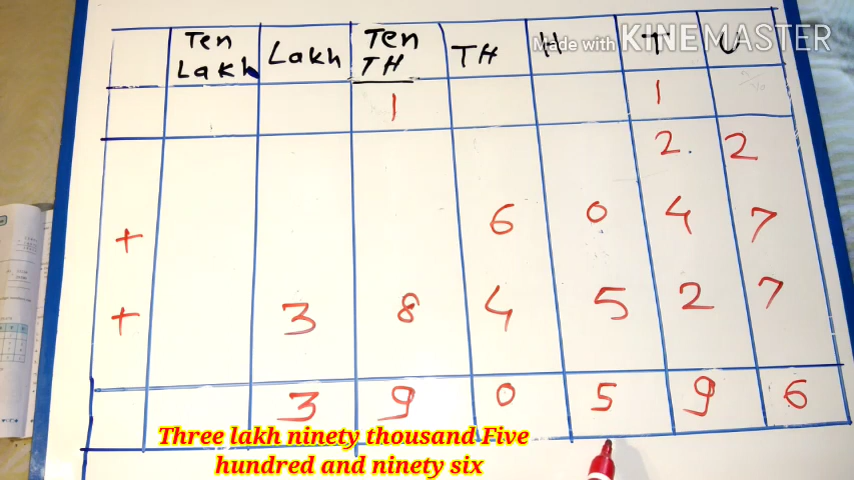 Made with KINEMASTER
Ten Lakh Lakh Ten TH TH H T U
1 1
2 2
+ 6 0 4 7
+ 3 8 4 5 2 7
3 9 0 5 9 6
Three lakh ninety thousand Five
hundred and ninety six